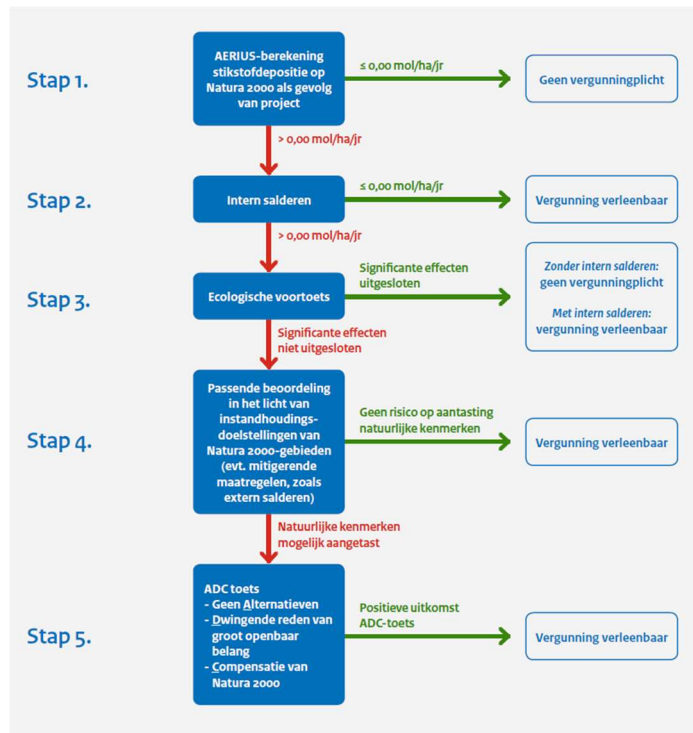 Stap 1.
AERIUS-berekening
stikstofdepositie op
Natura 2000 als gevolg
van project
≤ 0,00 mol/ha/jr
Geen vergunningplicht
> 0,00 mol/ha/jr
Stap 2.
Intern salderen
≤ 0,00 mol/ha/jr
Vergunning verleenbaar
> 0,00 mol/ha/jr
Stap 3.
Ecologische voortoets
Significante effecten
uitgesloten
Zonder intern salderen:
geen vergunningplicht
Met intern salderen:
vergunning verleenbaar
Significante effecten
niet uitgesloten
Stap 4.
Passende beoordeling
in het licht van
instandhoudings-
doelstellingen van
Natura 2000-gebieden
(evt. mitigerende
maatregelen, zoals
extern salderen)
Geen risico op aantasting
natuurlijke kenmerken
Vergunning verleenbaar
Natuurlijke kenmerken
mogelijk aangetast
Stap 5.
ADC toets
- Geen Alternatieven
- Dwingende reden van
groot openbaar
belang
- Compensatie van
Natura 2000
Positieve uitkomst
ADC-toets
Vergunning verleenbaar